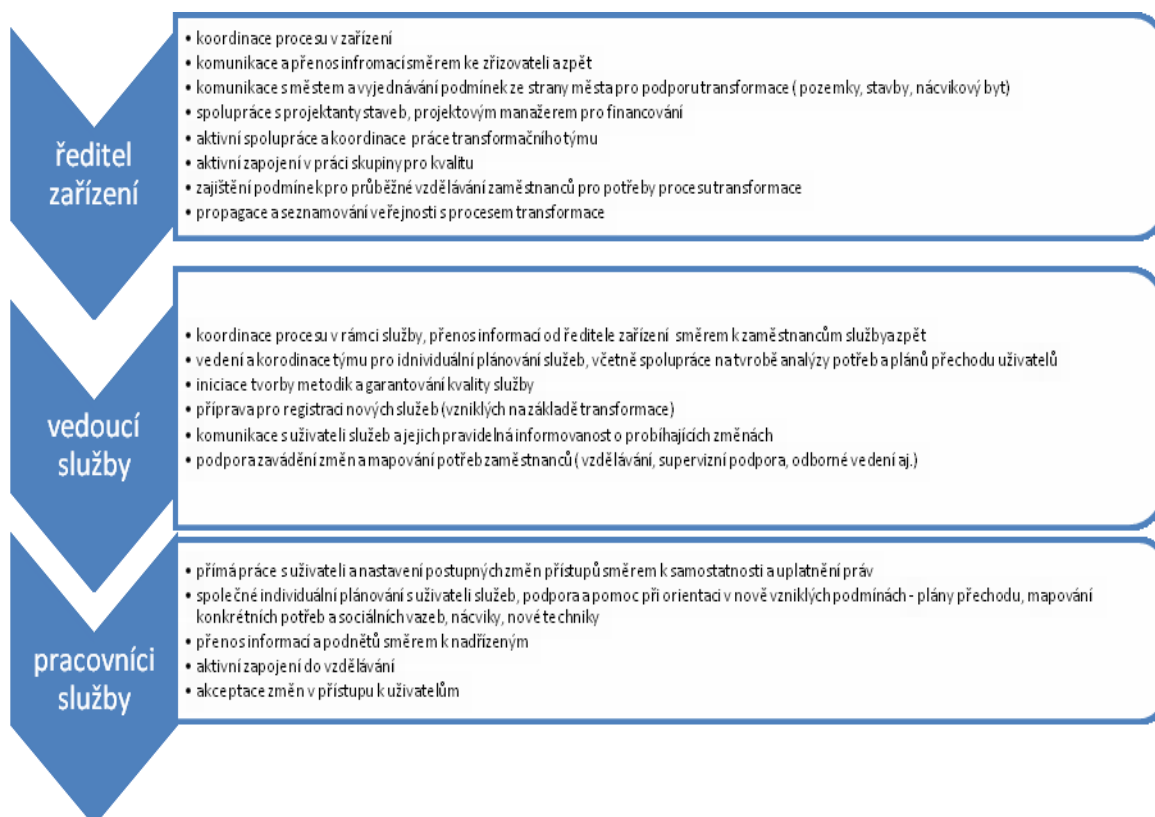 ředitel
zařízení
• koordinace procesu v zařízení
• komunikace a přenos infromací směrem ke zřizovateli a zpět
• komunikace s městem a vyjednávání podmínek ze strany města pro podporu transformace ( pozemky, stavby, nácvikový byt)
• spolupráce s projektanty staveb, projektovým manažerem pro financování
• aktivní spolupráce a koordinace práce transformačního týmu
• aktivní zapojení v práci skupiny pro kvalitu
• zajištění podmínek pro průběžné vzdělávání zaměstnanců pro potřeby procesu transformace
• propagace a seznamování veřejnosti s procesem transformace
vedoucí
služby
• koordinace procesu v rámci služby, přenos informací od ředitele zařízení směrem k zaměstnancům služby a zpět
• vedení a korodinace týmu pro idnividuální plánování služeb, včetně spolupráce na tvrobě analýzy potřeb a plánů přechodu uživatelů
• iniciace tvorby metodik a garantování kvality služby
• příprava pro registraci nových služeb (vzniklých na základě transformace)
• komunikace s uživateli služeb a jejich pravidelná informovanost o probíhajících změnách
• podpora zavádění změn a mapování potřeb zaměstnanců ( vzdělávání, supervizní podpora, odborné vedení aj.)
pracovníci
služby
• přímá práce s uživateli a nastavení postupných změn přístupů směrem k samostatnosti a uplatnění práv
• společné individuální plánování s uživateli služeb, podpora a pomoc při orientaci v nově vzniklých podmínách - plány přechodu, mapování
konkrétních potřeb a sociálních vazeb, nácviky, nové techniky
• přenos informací a podnětů směrem k nadřízeným
• aktivní zapojení do vzdělávání
• akceptace změn v přístupu k uživatelům